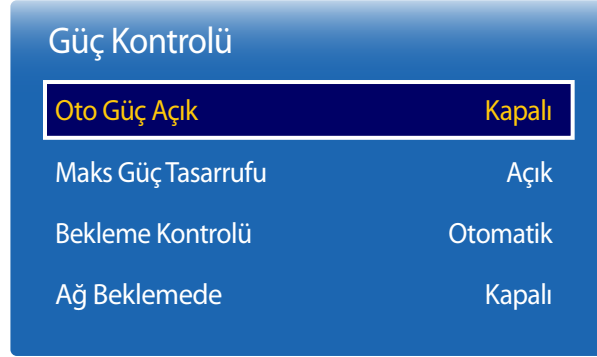 Güç Kontrolü
Oto Güç Açık Kapalı
Maks Güç Tasarrufu Açık
Bekleme Kontrolü Otomatik
Ağ Beklemede Kapalı